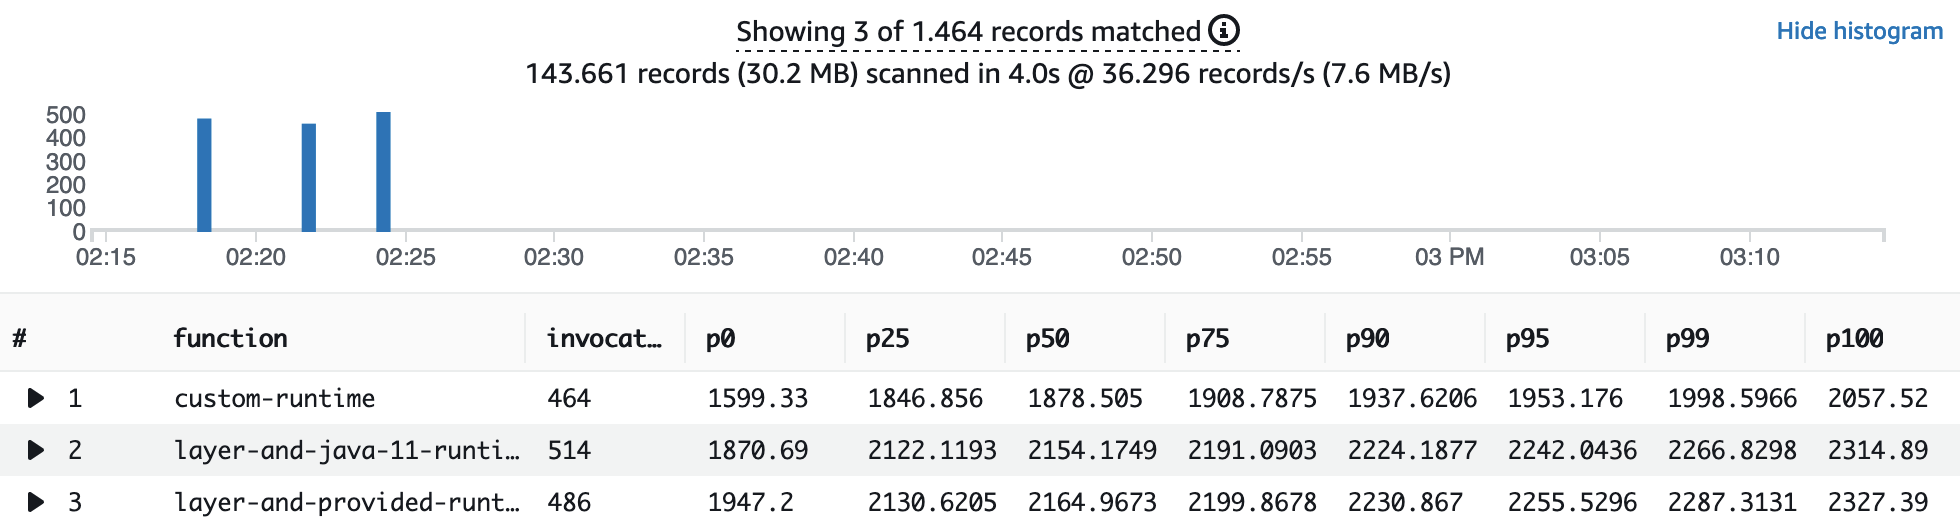 Showing 3 of 1.464 records matched
Hide histogram
143.661 records (30.2 MB) scanned in 4.0s @ 36.296 records/s (7.6 MB/s)
500
400
300
200
100
0
02:15 02:20 02:25 02:30 02:35 02:40 02:45 02:50 02:55 03 PM 03:05 03:10
# function invocat… p0 p25 p50 p75 p90 p95 p99 p100
1 custom-runtime 464 1599.33 1846.856 1878.505 1908.7875 1937.6206 1953.176 1998.5966 2057.52
2 layer-and-java-11-runti… 514 1870.69 2122.1193 2154.1749 2191.0903 2224.1877 2242.0436 2266.8298 2314.89
3 layer-and-provided-runt… 486 1947.2 2130.6205 2164.9673 2199.8678 2230.867 2255.5296 2287.3131 2327.39